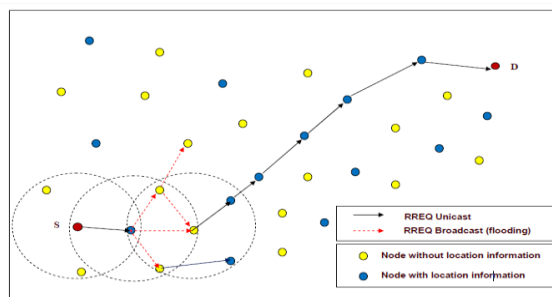 D
S
RREQ Unicast
RREQ Broadcast (flooding)
Node without location information
Node with location information